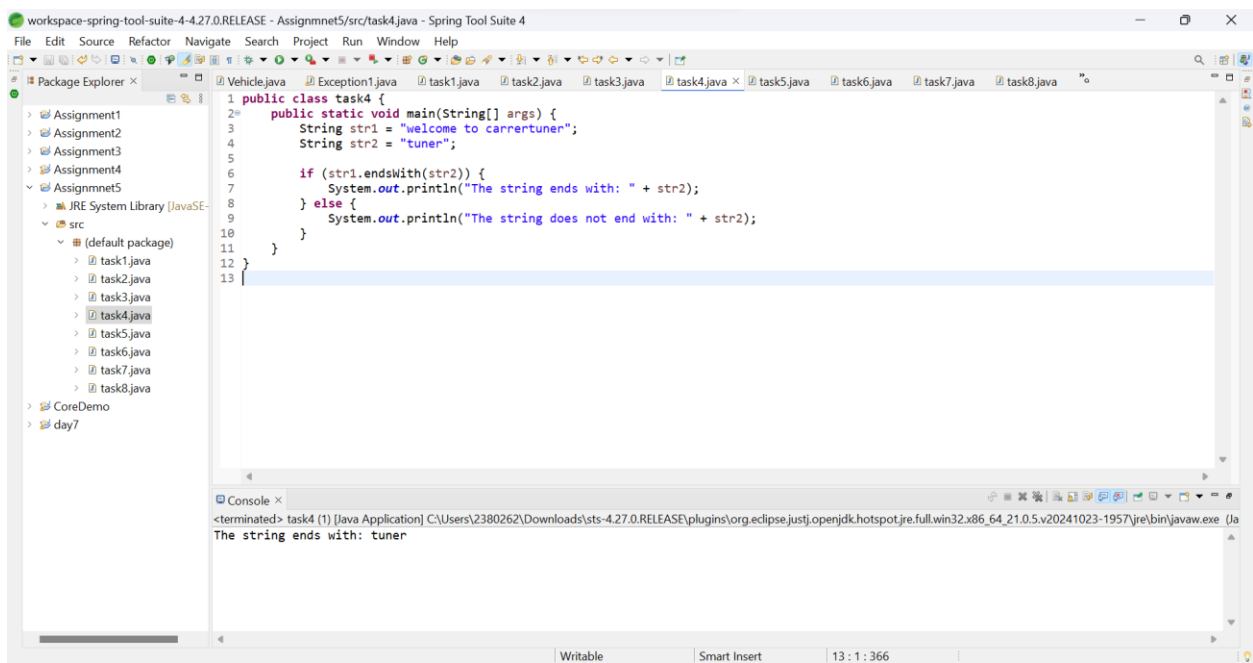 workspace-spring-tool-suite-4-4.27.0.RELEASE - Assignmnet5/src/task4.java - Spring Tool Suite 4
File Edit Source Refactor Navigate Search Project Run Window Help
Package Explorer
Vehicle.java Exception1.java task1.java task2.java task3.java task4.java task5.java task6.java task7.java task8.java
Assignment1
Assignment2
Assignment3
Assignment4
Assignmnet5
JRE System Library [JavaSE-
src
(default package)
task1.java
task2.java
task3.java
task4.java
task5.java
task6.java
task7.java
task8.java
CoreDemo
day7
1 public class task4 {
2 public static void main(String[] args) {
3 String str1 = "welcome to carrertuner";
4 String str2 = "tuner";
5
6 if (str1.endsWith(str2)) {
7 System.out.println("The string ends with: " + str2);
8 } else {
9 System.out.println("The string does not end with: " + str2);
10 }
11 }
12 }
13
Console
<terminated> task4 (1) [Java Application] C:\Users\2380262\Downloads\sts-4.27.0.RELEASE\plugins\org.eclipse.justj.openjdk.hotspot.jre.full.win32.x86_64_21.0.5.v20241023-1957\jre\bin\javaw.exe (Ja
The string ends with: tuner
Writable Smart Insert 13 : 1 : 366